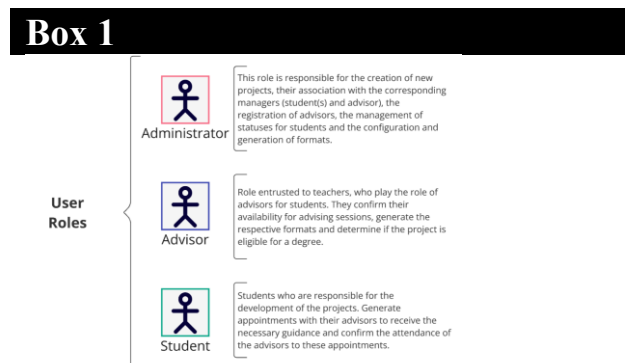 Box 1
This role is responsible for the creation of new
projects, their association with the corresponding
managers (student(s) and advisor), the
registration of advisors, the management of
statuses for students and the configuration and
generation of formats.
Administrator
User
Roles
Role entrusted to teachers, who play the role of
advisors for students. They confirm their
availability for advising sessions, generate the
respective formats and determine if the project is
eligible for a degree.
Advisor
Students who are responsible for the
development of the projects. Generate
appointments with their advisors to receive the
necessary guidance and confirm the attendance of
the advisors to these appointments.
Student